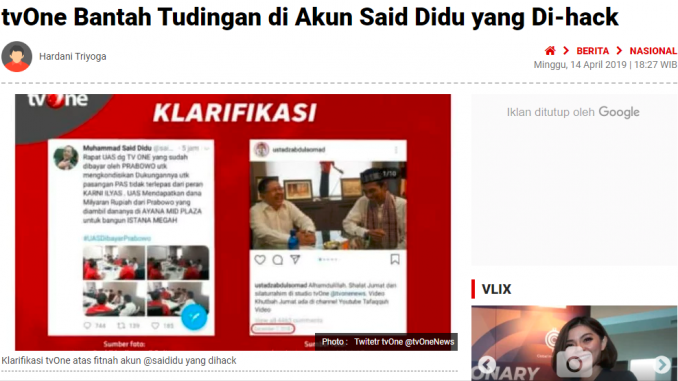 tvOne Bantah Tudingan di Akun Said Didu yang Di-hack
Hardani Triyoga
BERITA NASIONAL
Minggu, 14 April 2019 | 18:27 WIB
tvOne
KLARIFIKASI
Muhammad Said Didu @sai... · 5 jam
Rapat UAS dg TV ONE yang sudah
dibayar oleh PRABOWO utk
mengkondisikan Dukungannya utk
pasangan PAS tidak terlepas dari peran
KARNI ILYAS . UAS Mendapatkan dana
Milyaran Rupiah dari Prabowo yang
diambil dananya di AYANA MID PLAZA
untuk bangun ISTANA MEGAH
#UASDibayarPrabowo
744 139 185
Sumber foto:
ustadzabdulsomad
1/10
ustadzabdulsomad Alhamdulillah. Shalat Jumat dan
silaturrahim di studio tvOne @tvonenews. Video
Khutbah Jumat ada di channel Youtube Tafaqquh
Video
View all comments
Sumber foto:
Photo : Twitetr tvOne @tvOneNews
Klarifikasi tvOne atas fitnah akun @saididu yang dihack
Iklan ditutup oleh Google
VLIX
ONARY